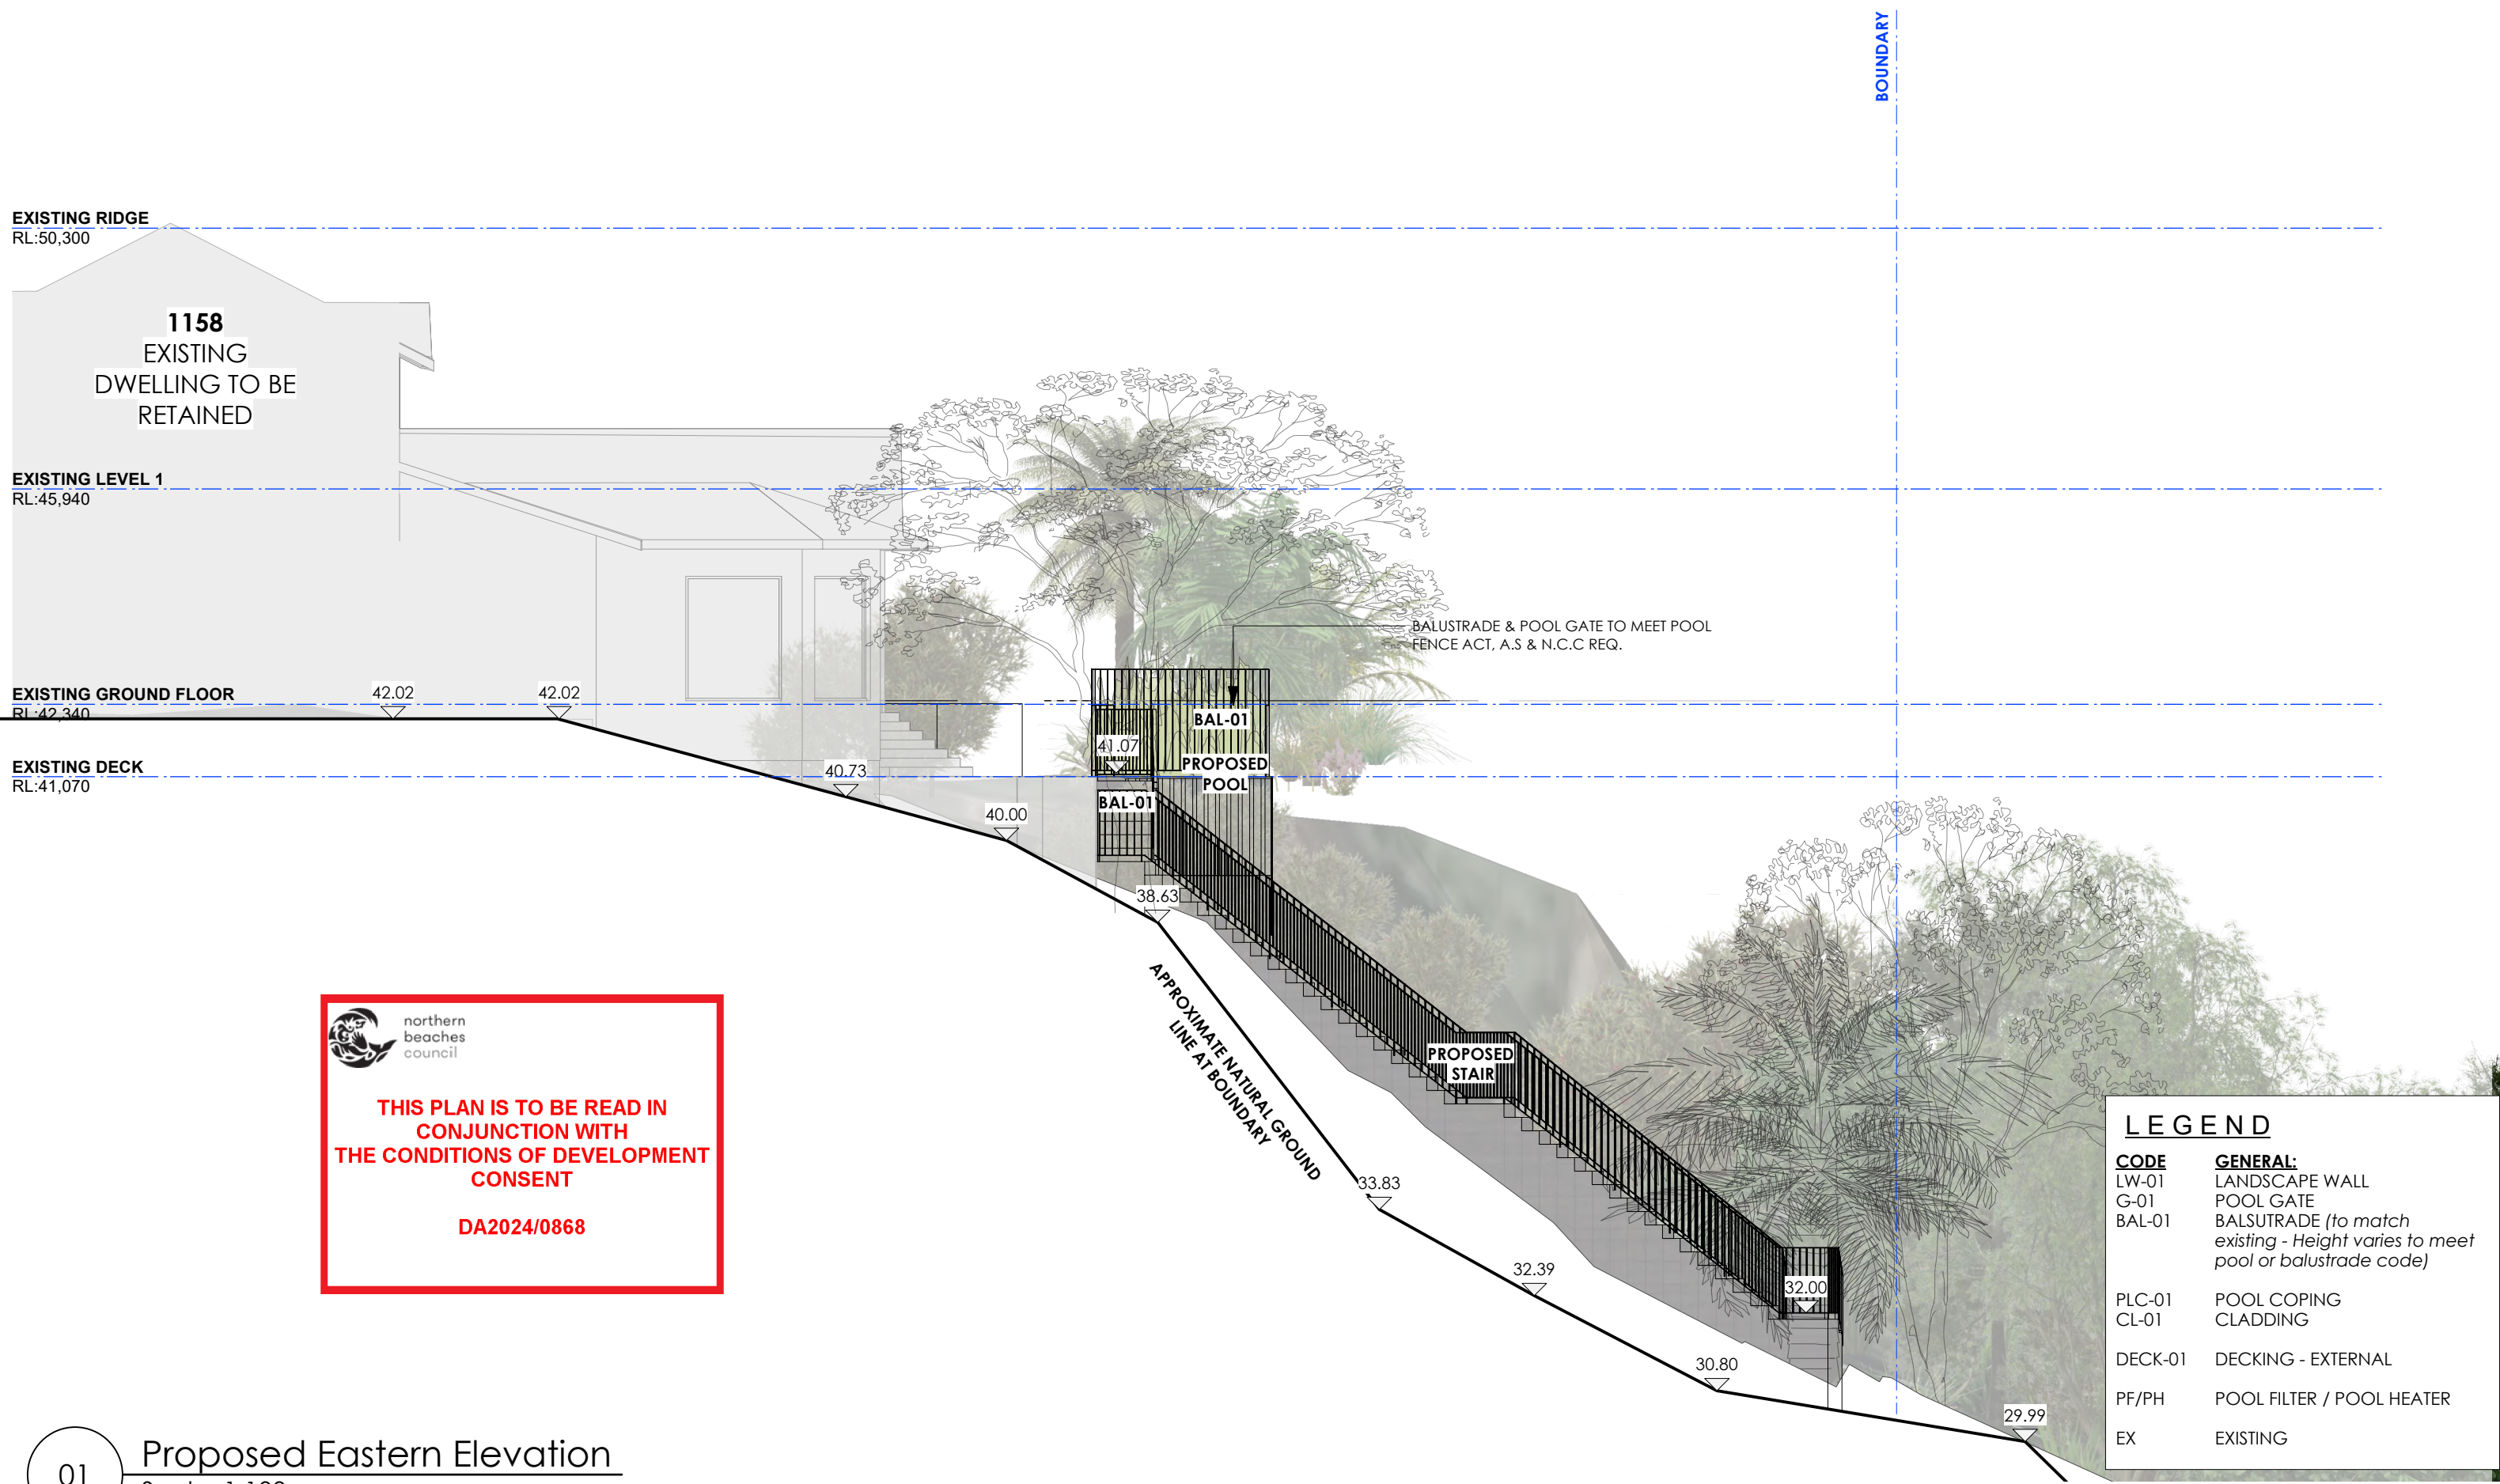 BOUNDARY
EXISTING RIDGE
RL:50,300
1158
EXISTING
DWELLING TO BE
RETAINED
EXISTING LEVEL 1
RL:45,940
BALUSTRADE & POOL GATE TO MEET POOL
FENCE ACT, A.S & N.C.C REQ.
EXISTING GROUND FLOOR
RL:42,340
42.02
42.02
BAL-01
41.07
PROPOSED
POOL
EXISTING DECK
RL:41,070
40.73
BAL-01
40.00
38.63
APPROXIMATE NATURAL GROUND
LINE AT BOUNDARY
PROPOSED
STAIR
33.83
32.39
32.00
30.80
29.99
northern
beaches
council
THIS PLAN IS TO BE READ IN
CONJUNCTION WITH
THE CONDITIONS OF DEVELOPMENT
CONSENT
DA2024/0868
LEGEND
CODE GENERAL:
LW-01 LANDSCAPE WALL
G-01 POOL GATE
BAL-01 BALSUTRADE (to match
existing - Height varies to meet
pool or balustrade code)
PLC-01 POOL COPING
CL-01 CLADDING
DECK-01 DECKING - EXTERNAL
PF/PH POOL FILTER / POOL HEATER
EX EXISTING
01
Proposed Eastern Elevation